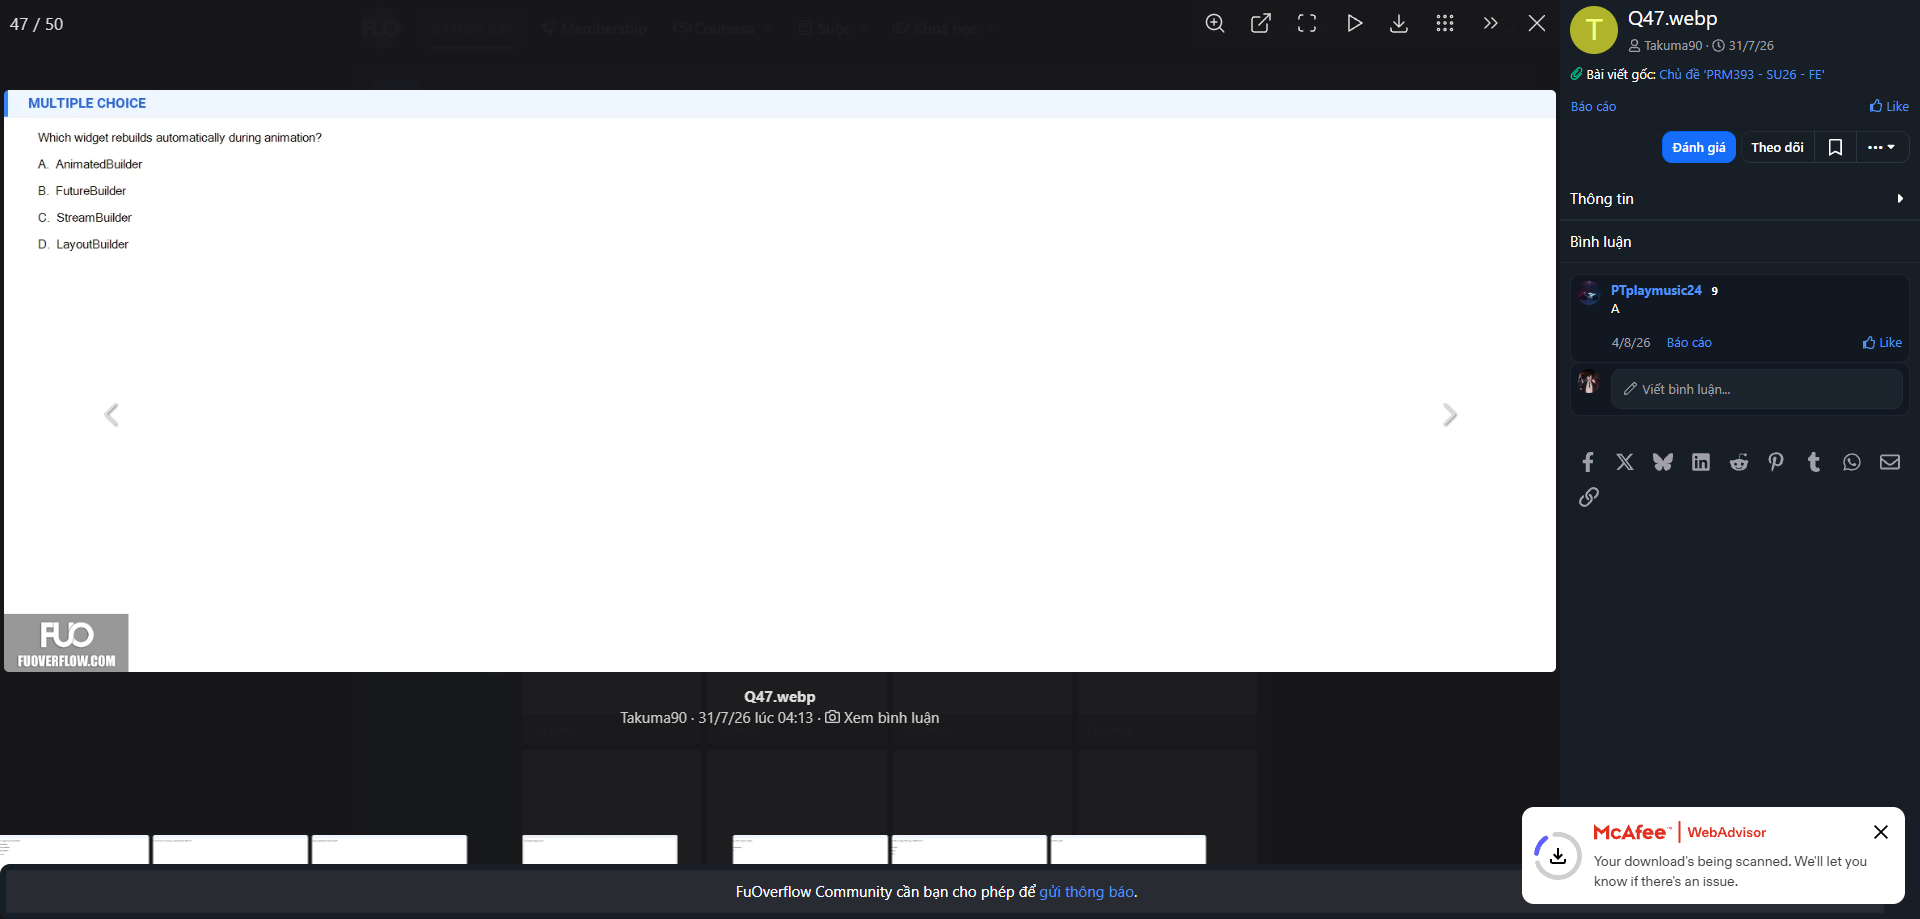 47 / 50
MULTIPLE CHOICE
Which widget rebuilds automatically during animation?
A. AnimatedBuilder
B. FutureBuilder
C. StreamBuilder
D. LayoutBuilder
FUO
FUOVERFLOW.COM
Q47.webp
Takuma90 · 31/7/26 lúc 04:13 · Xem bình luận
FuOverflow Community cần bạn cho phép để gửi thông báo.
T
Q47.webp
Takuma90 · 31/7/26
Bài viết gốc: Chủ đề 'PRM393 - SU26 - FE'
Báo cáo
Like
Đánh giá
Theo dõi
Thông tin
Bình luận
PTplaymusic24 9
A
4/8/26 Báo cáo
Like
Viết bình luận...
McAfee™ | WebAdvisor
Your download's being scanned. We'll let you
know if there's an issue.